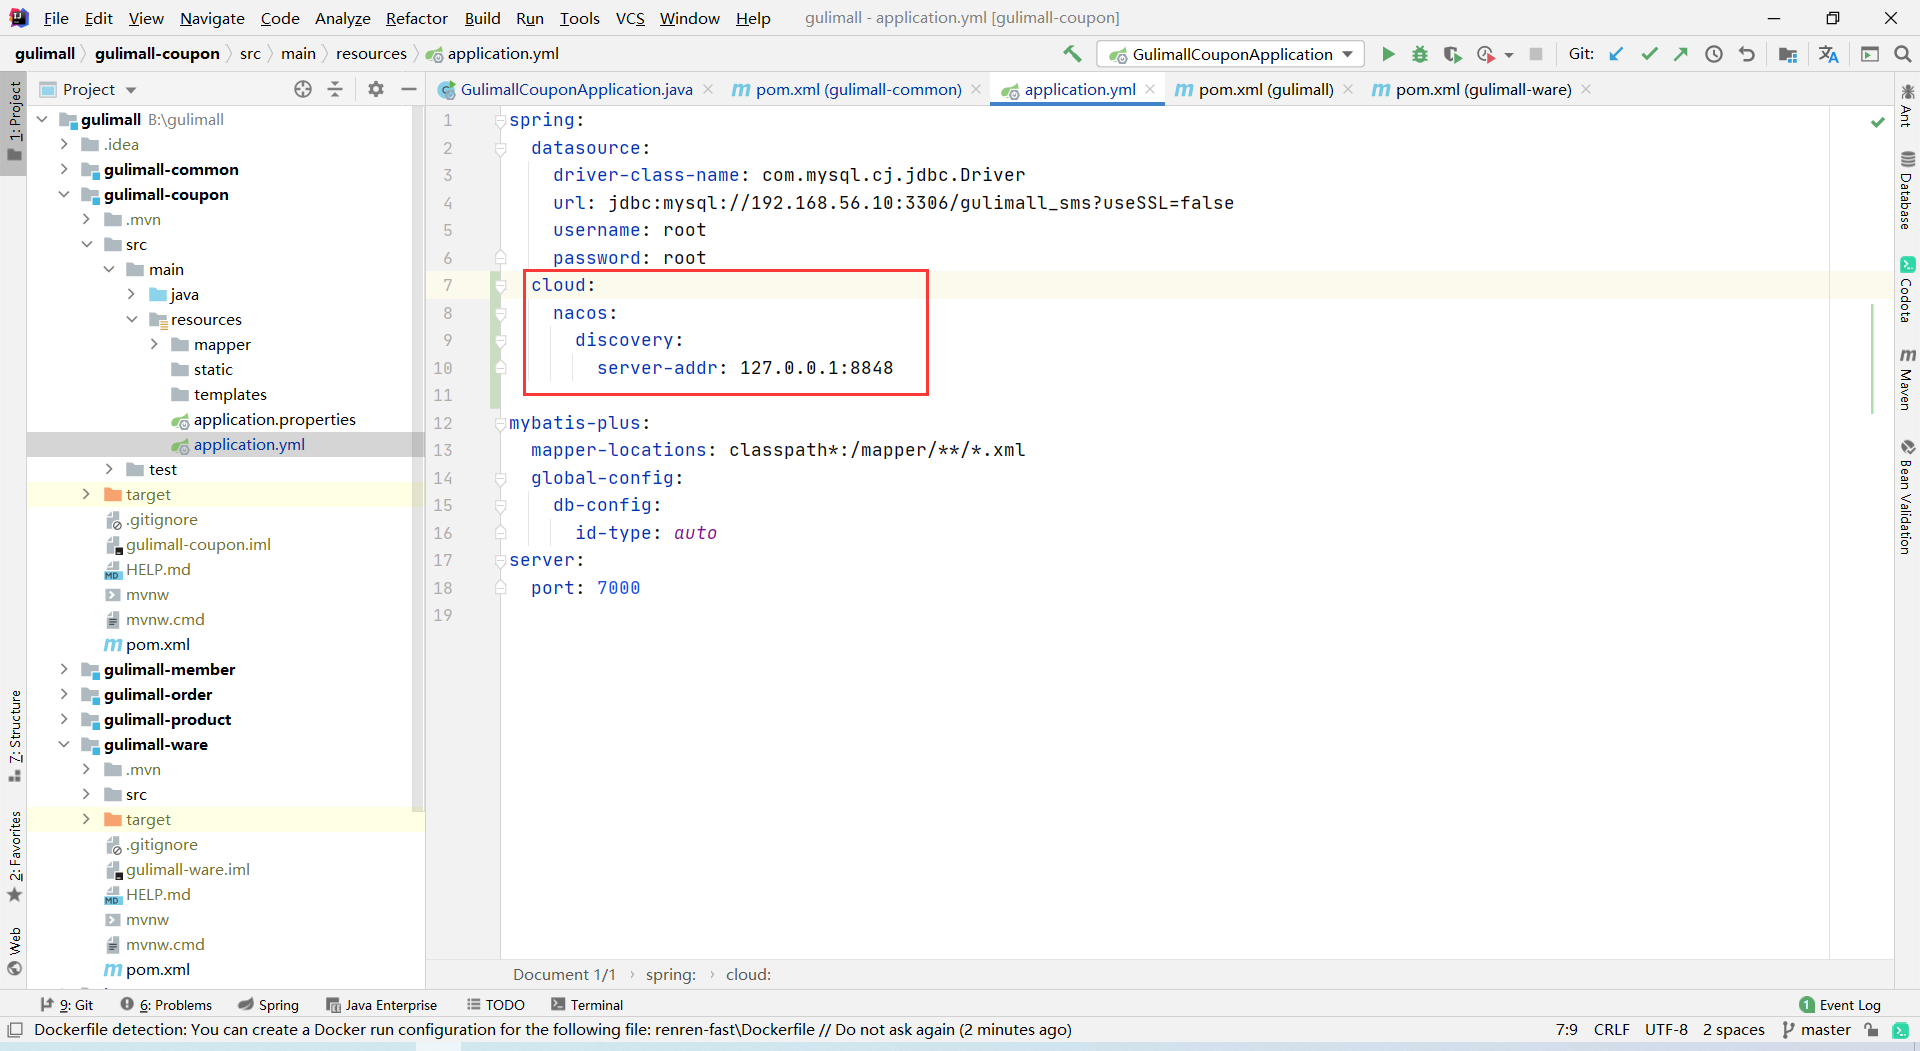 File Edit View Navigate Code Analyze Refactor Build Run Tools VCS Window Help gulimall - application.yml [gulimall-coupon]
gulimall gulimall-coupon src main resources application.yml GulimallCouponApplication Git:
Project
GulimallCouponApplication.java pom.xml (gulimall-common) application.yml pom.xml (gulimall) pom.xml (gulimall-ware)
1: Project
7: Structure
2: Favorites
Web
gulimall B:\gulimall
.idea
gulimall-common
gulimall-coupon
.mvn
src
main
java
resources
mapper
static
templates
application.properties
application.yml
test
target
.gitignore
gulimall-coupon.iml
HELP.md
mvnw
mvnw.cmd
pom.xml
gulimall-member
gulimall-order
gulimall-product
gulimall-ware
.mvn
src
target
.gitignore
gulimall-ware.iml
HELP.md
mvnw
mvnw.cmd
pom.xml
1 spring:
2 datasource:
3 driver-class-name: com.mysql.cj.jdbc.Driver
4 url: jdbc:mysql://192.168.56.10:3306/gulimall_sms?useSSL=false
5 username: root
6 password: root
7 cloud:
8 nacos:
9 discovery:
10 server-addr: 127.0.0.1:8848
11
12 mybatis-plus:
13 mapper-locations: classpath*:/mapper/**/*.xml
14 global-config:
15 db-config:
16 id-type: auto
17 server:
18 port: 7000
19
Document 1/1 › spring: › cloud:
Ant
Database
Codota
Maven
Bean Validation
9: Git 6: Problems Spring Java Enterprise TODO Terminal 1 Event Log
Dockerfile detection: You can create a Docker run configuration for the following file: renren-fast\Dockerfile // Do not ask again (2 minutes ago) 7:9 CRLF UTF-8 2 spaces master